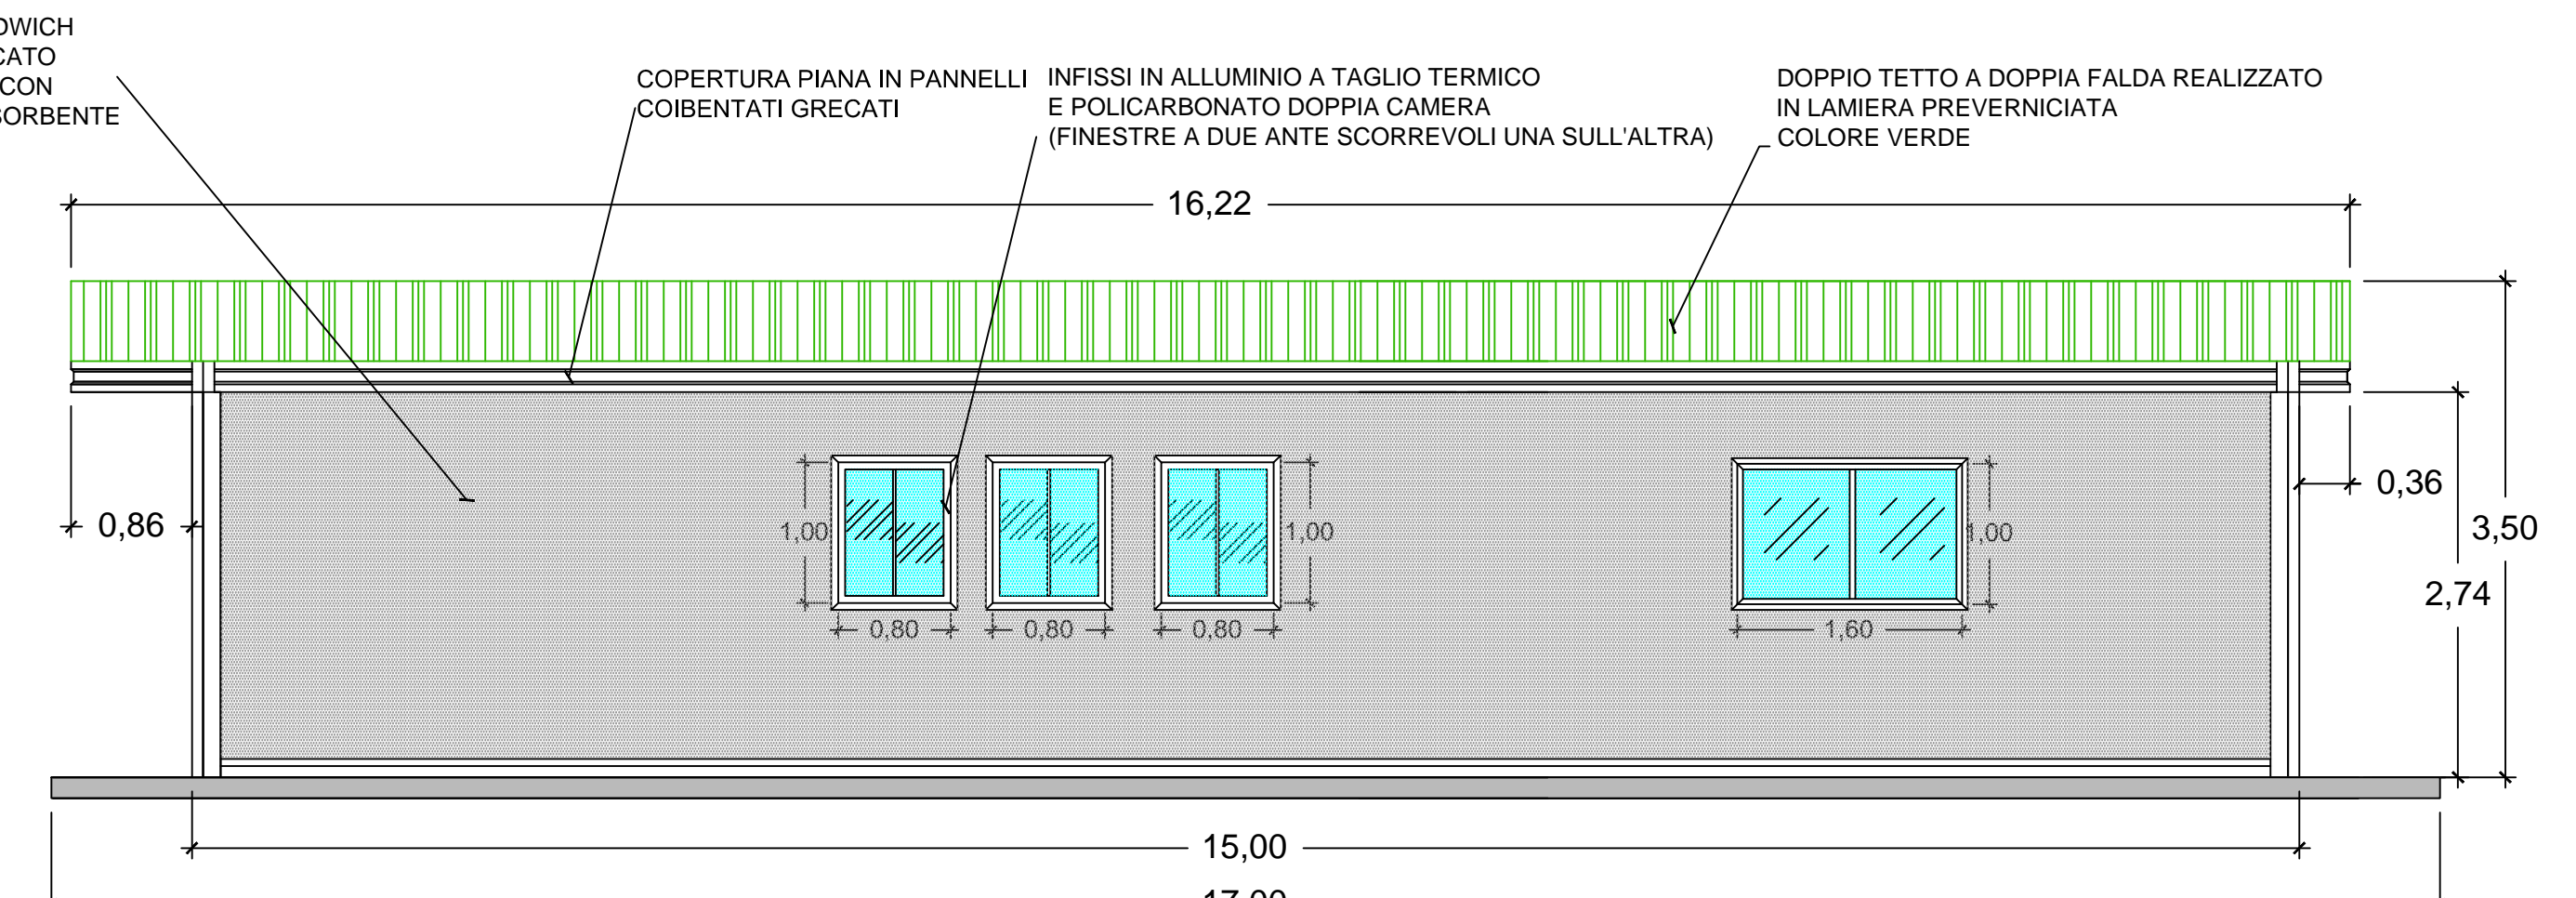 DWICH
CATO
CON
SORBENTE
COPERTURA PIANA IN PANNELLI
COIBENTATI GRECATI
INFISSI IN ALLUMINIO A TAGLIO TERMICO
E POLICARBONATO DOPPIA CAMERA
(FINESTRE A DUE ANTE SCORREVOLI UNA SULL'ALTRA)
DOPPIO TETTO A DOPPIA FALDA REALIZZATO
IN LAMIERA PREVERNICIATA
COLORE VERDE
16,22
0,86
1,00
1,00
1,00
0,36
3,50
2,74
0,80
0,80
0,80
1,60
15,00
17,00